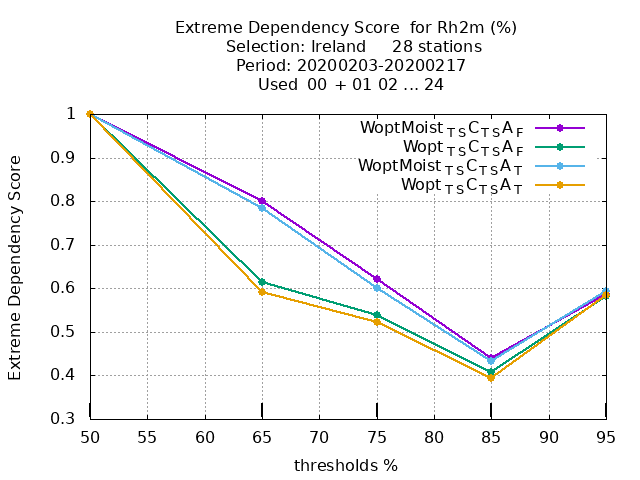 Extreme Dependency Score for Rh2m (%)
Selection: Ireland 28 stations
Period: 20200203-20200217
Used 00 + 01 02 ... 24
WoptMoist TS C TS A F
Wopt TS C TS A F
WoptMoist TS C TS A T
Wopt TS C TS A T
Extreme Dependency Score
1
0.9
0.8
0.7
0.6
0.5
0.4
0.3
50 55 60 65 70 75 80 85 90 95
thresholds %